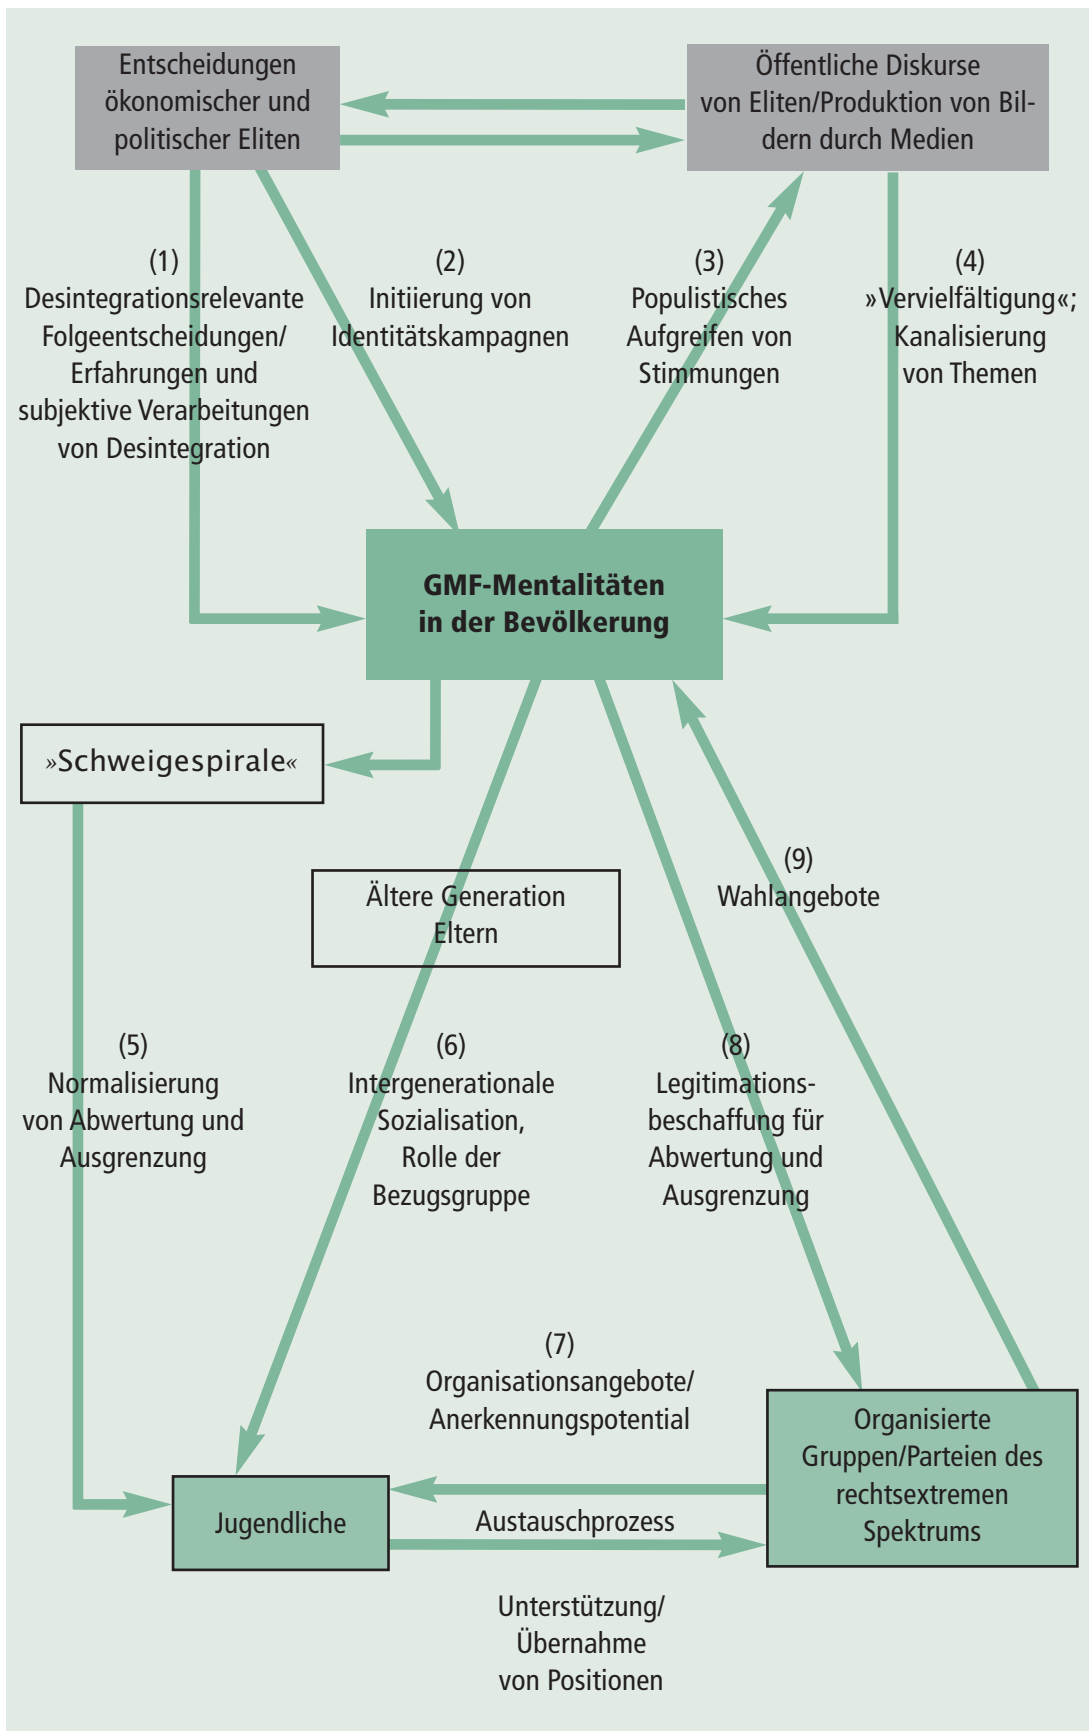 Entscheidungen
ökonomischer und
politischer Eliten
Öffentliche Diskurse
von Eliten/Produktion von Bil-
dern durch Medien
(1)
Desintegrationsrelevante
Folgeentscheidungen/
Erfahrungen und
subjektive Verarbeitungen
von Desintegration
(2)
Initiierung von
Identitätskampagnen
(3)
Populistisches
Aufgreifen von
Stimmungen
(4)
»Vervielfältigung«;
Kanalisierung
von Themen
GMF-Mentalitäten
in der Bevölkerung
»Schweigespirale«
Ältere Generation
Eltern
(9)
Wahlangebote
(5)
Normalisierung
von Abwertung und
Ausgrenzung
(6)
Intergenerationale
Sozialisation,
Rolle der
Bezugsgruppe
(8)
Legitimations-
beschaffung für
Abwertung und
Ausgrenzung
(7)
Organisationsangebote/
Anerkennungspotential
Organisierte
Gruppen/Parteien des
rechtsextremen
Spektrums
Jugendliche
Austauschprozess
Unterstützung/
Übernahme
von Positionen